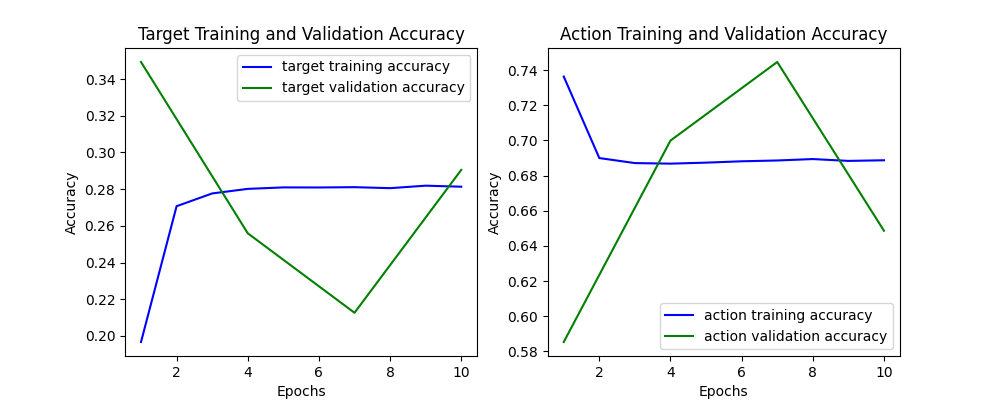 Target Training and Validation Accuracy
target training accuracy
target validation accuracy
0.34
0.32
0.30
0.28
0.26
0.24
0.22
0.20
Accuracy
2
4
6
8
10
Epochs
Action Training and Validation Accuracy
0.74
0.72
0.70
0.68
0.66
0.64
0.62
0.60
0.58
Accuracy
action training accuracy
action validation accuracy
2
4
6
8
10
Epochs